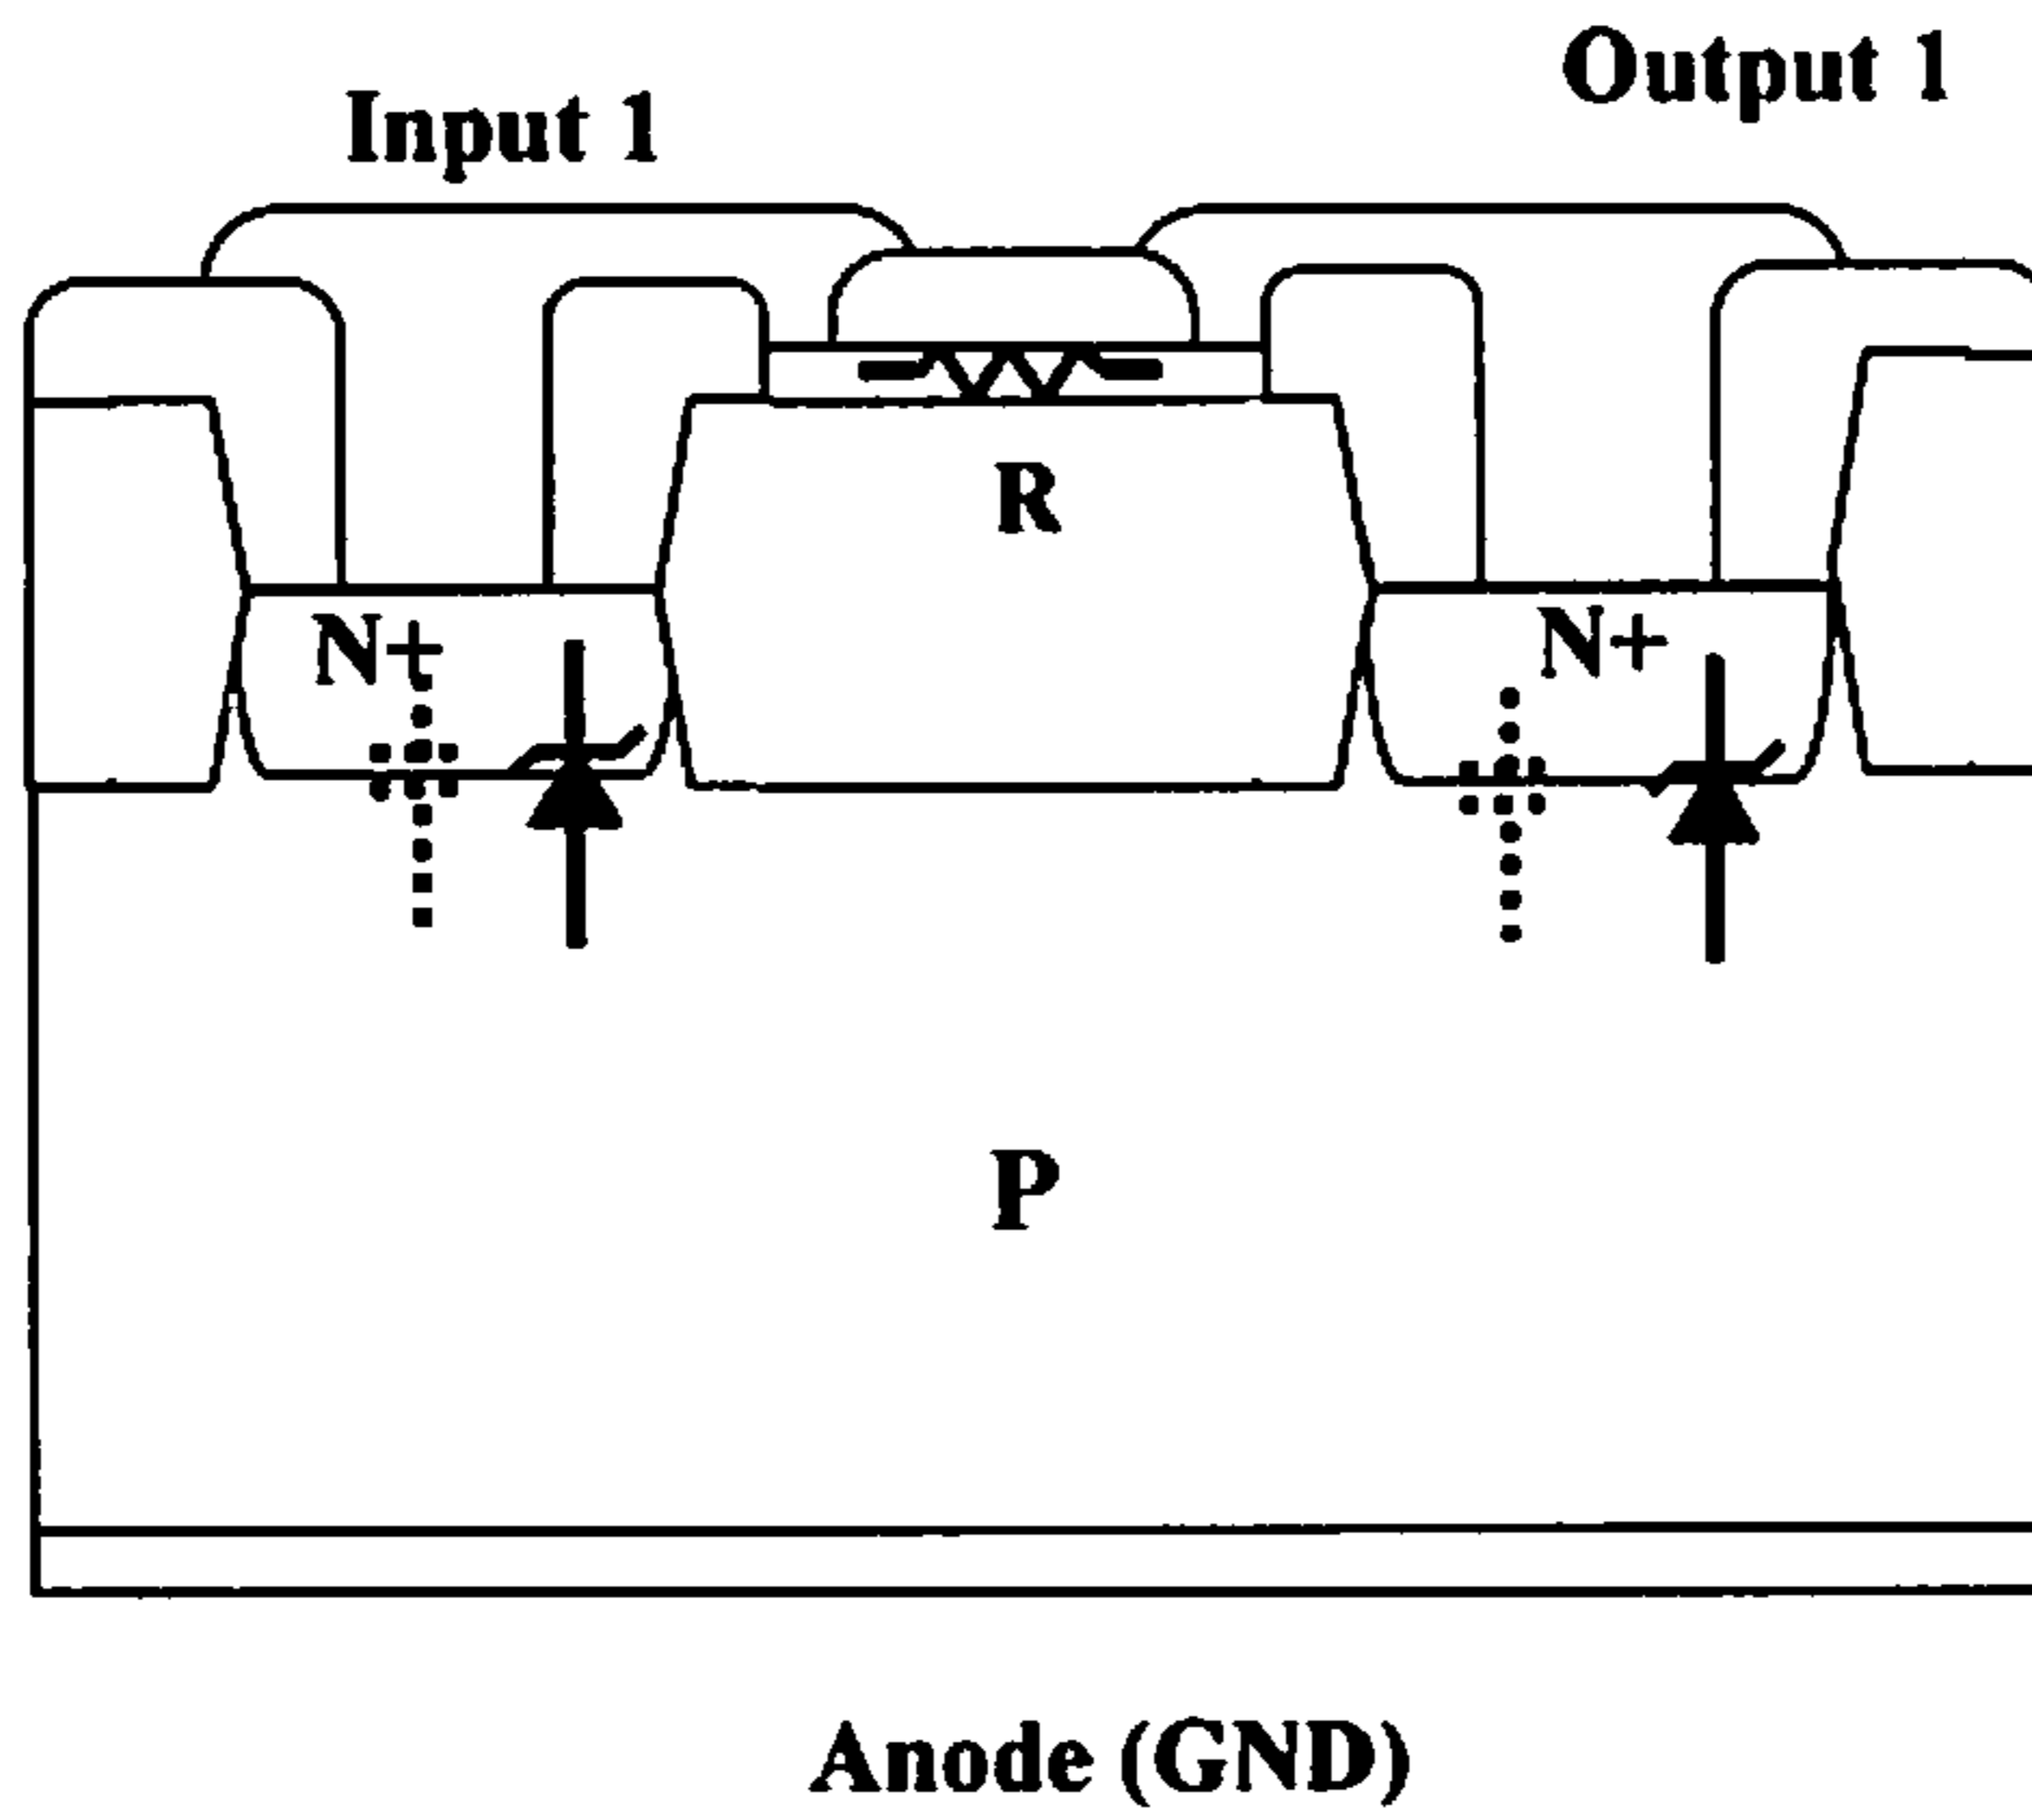 Output 1
Input 1
R
N+
N+
P
Anode (GND)